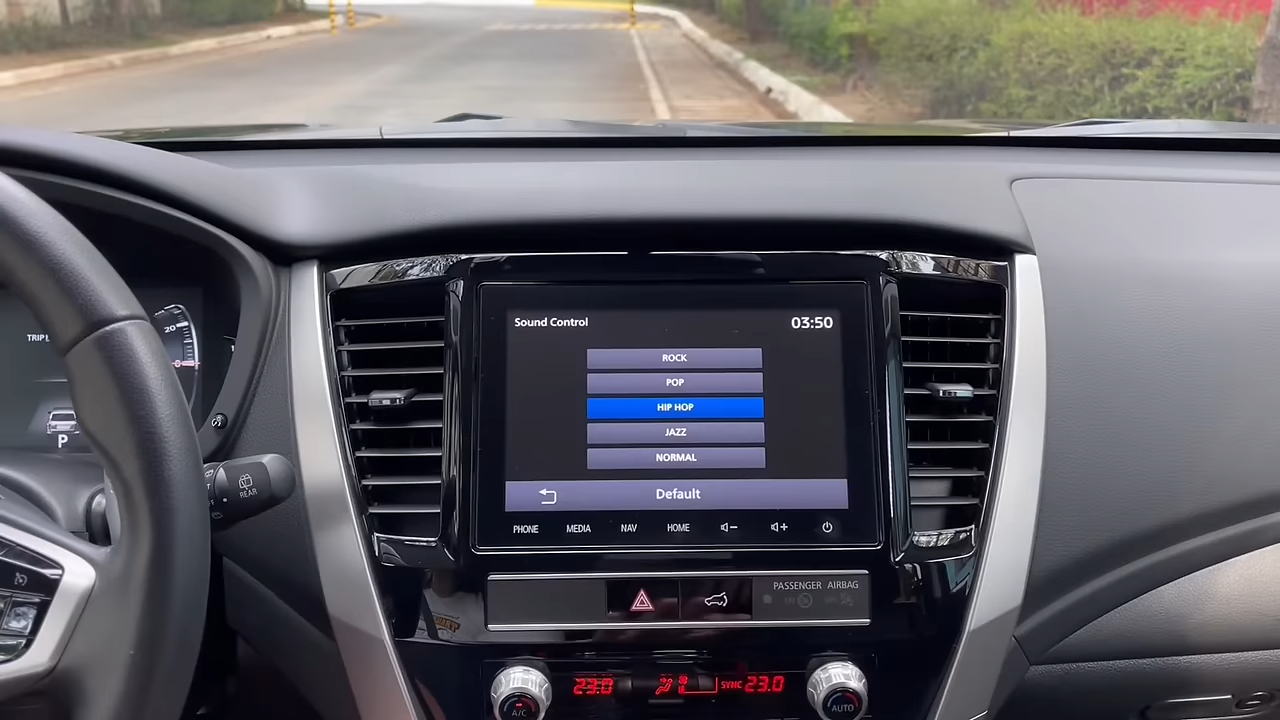 Sound Control 03:50
ROCK
POP
HIP HOP
JAZZ
NORMAL
Default
PHONE MEDIA NAV HOME
PASSENGER AIRBAG
23.0 SYNC 23.0
A/C AUTO
TRIP
20
P
REAR